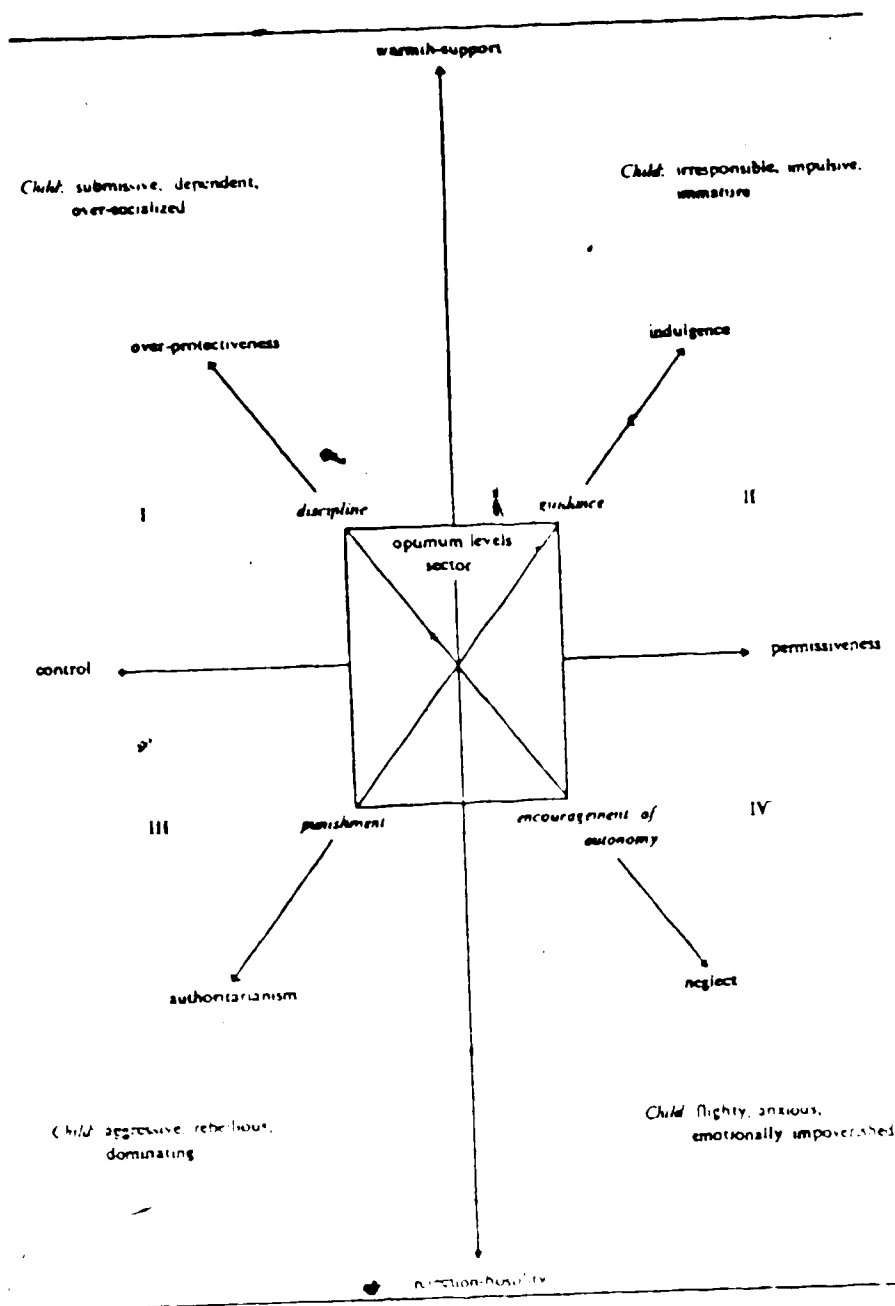 warmth-support
Child: submissive, dependent,
over-socialized
Child: irresponsible, impulsive,
immature
over-protectiveness
indulgence
I
discipline
guidance
II
optimum levels
sector
control
permissiveness
III
punishment
encouragement of
autonomy
IV
authoritarianism
neglect
Child: aggressive, rebellious,
dominating
Child: flighty, anxious,
emotionally impoverished
rejection-hostility